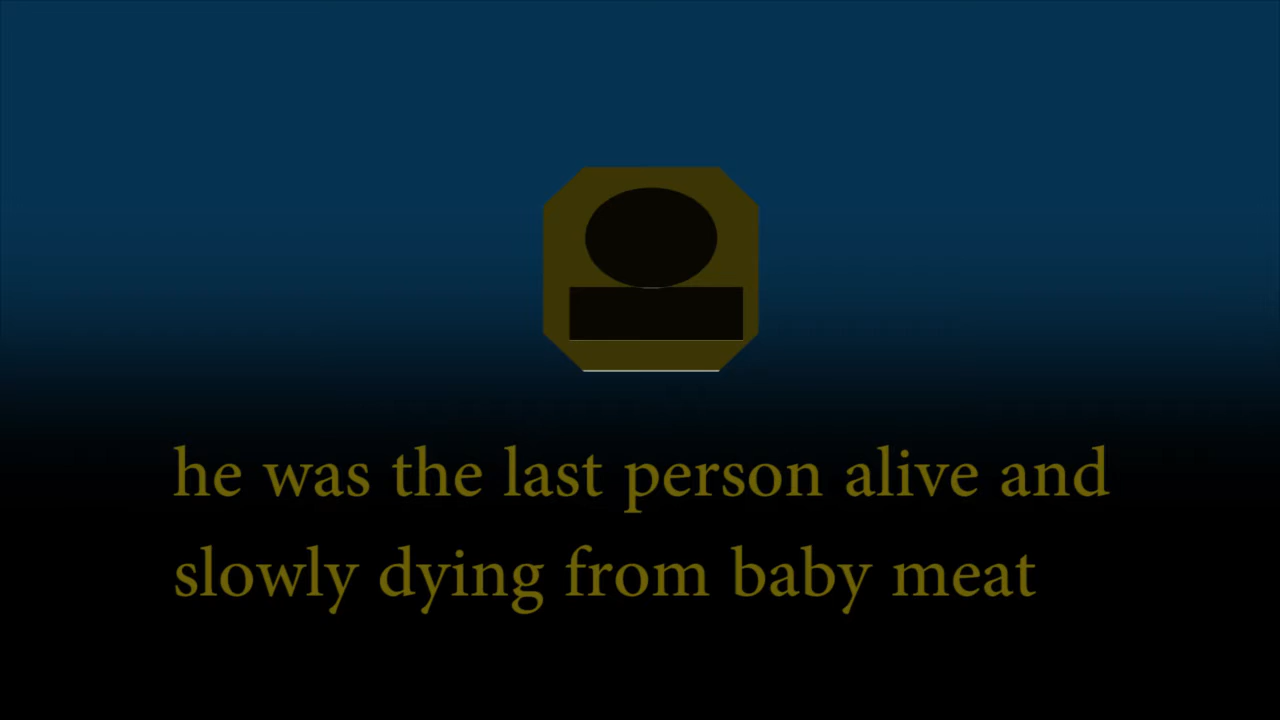 he was the last person alive and
slowly dying from baby meat